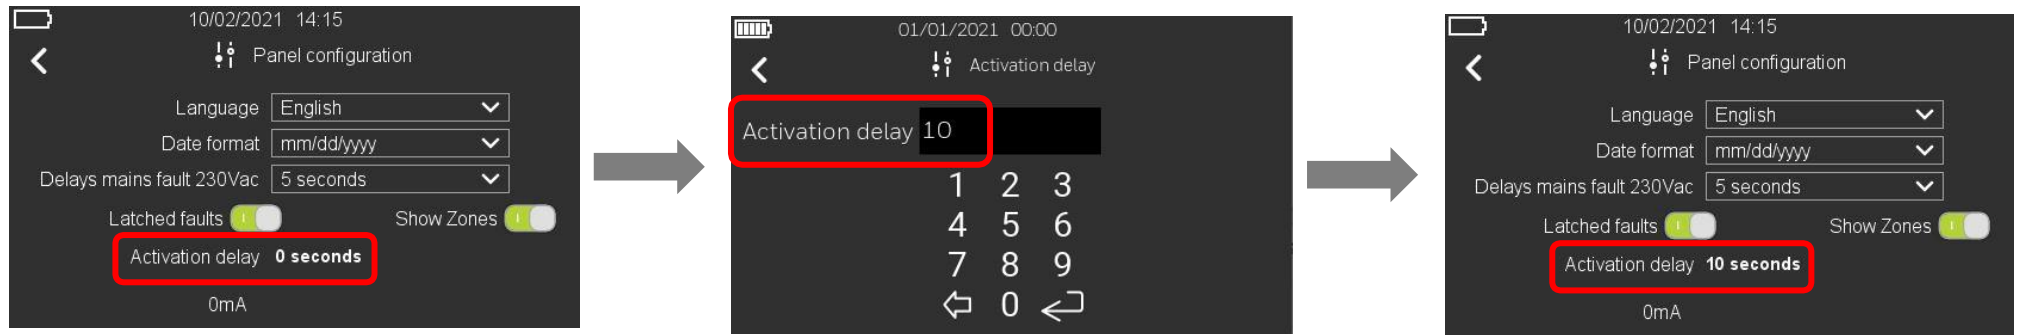 10/02/2021 14:15
Panel configuration
Language English
Date format mm/dd/yyyy
Delays mains fault 230Vac 5 seconds
Latched faults Show Zones
Activation delay 0 seconds
0mA
01/01/2021 00:00
Activation delay
Activation delay 10
1 2 3
4 5 6
7 8 9
0
10/02/2021 14:15
Panel configuration
Language English
Date format mm/dd/yyyy
Delays mains fault 230Vac 5 seconds
Latched faults Show Zones
Activation delay 10 seconds
0mA